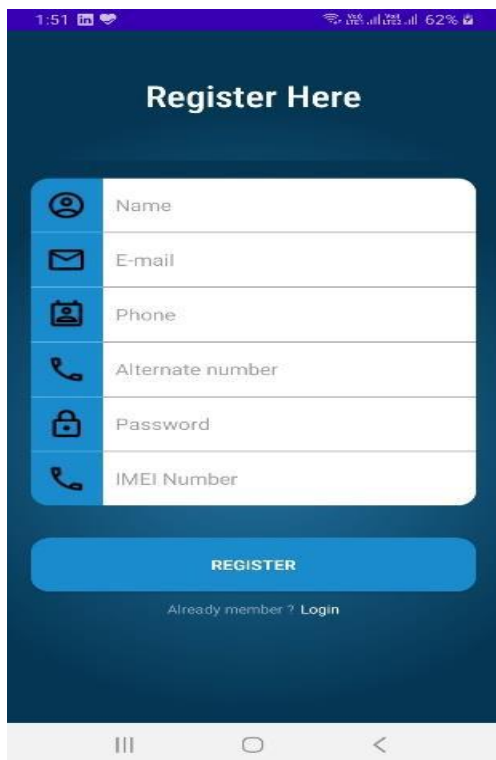 1:51 62%
Register Here
Name
E-mail
Phone
Alternate number
Password
IMEI Number
REGISTER
Already member ? Login